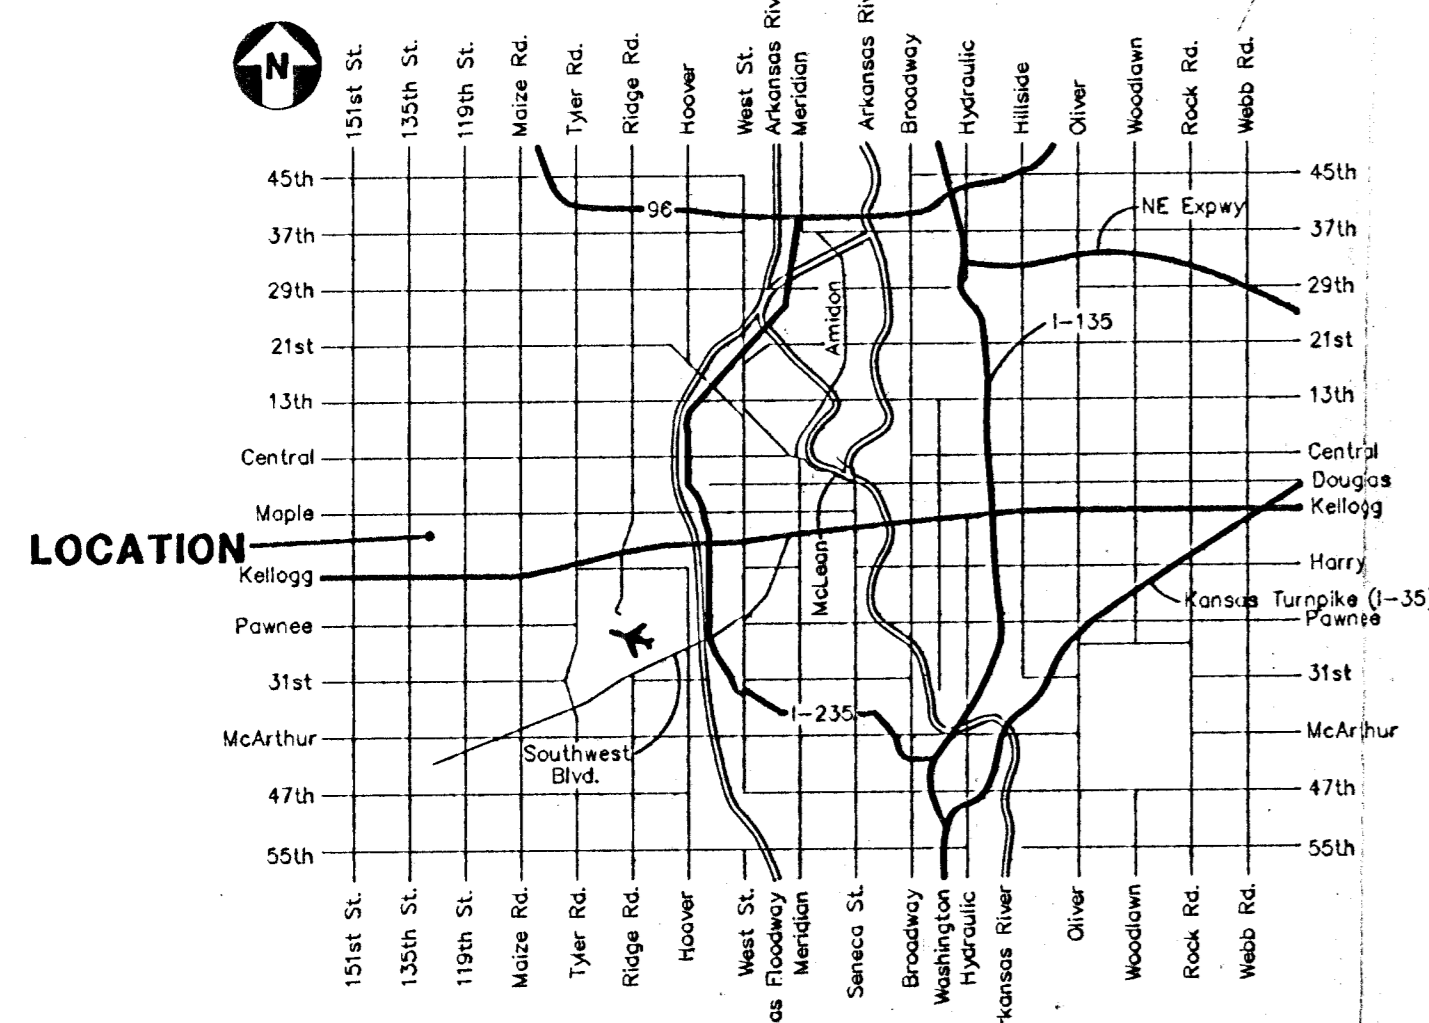 N
151st St.
135th St.
119th St.
Maize Rd.
Tyler Rd.
Ridge Rd.
Hoover
West St.
Arkansas Riv
Meridian
Arkansas Riv
Broadway
Hydraulic
Hillside
Oliver
Woodlawn
Rock Rd.
Webb Rd.
45th
45th
96
NE Expwy
37th
37th
29th
29th
Amidon
I-135
21st
21st
13th
13th
Central
Central
Douglas
Maple
Kellogg
LOCATION
Kellogg
McLean
Harry
Kansas Turnpike (I-35)
Pawnee
Pawnee
31st
31st
I-235
McArthur
McArthur
Southwest
Blvd.
47th
47th
55th
55th
151st St.
135th St.
119th St.
Maize Rd.
Tyler Rd.
Ridge Rd.
Hoover
West St.
as Floodway
Meridian
Seneca St.
Broadway
Washington
Hydraulic
rkansas River
Oliver
Woodlawn
Rock Rd.
Webb Rd.